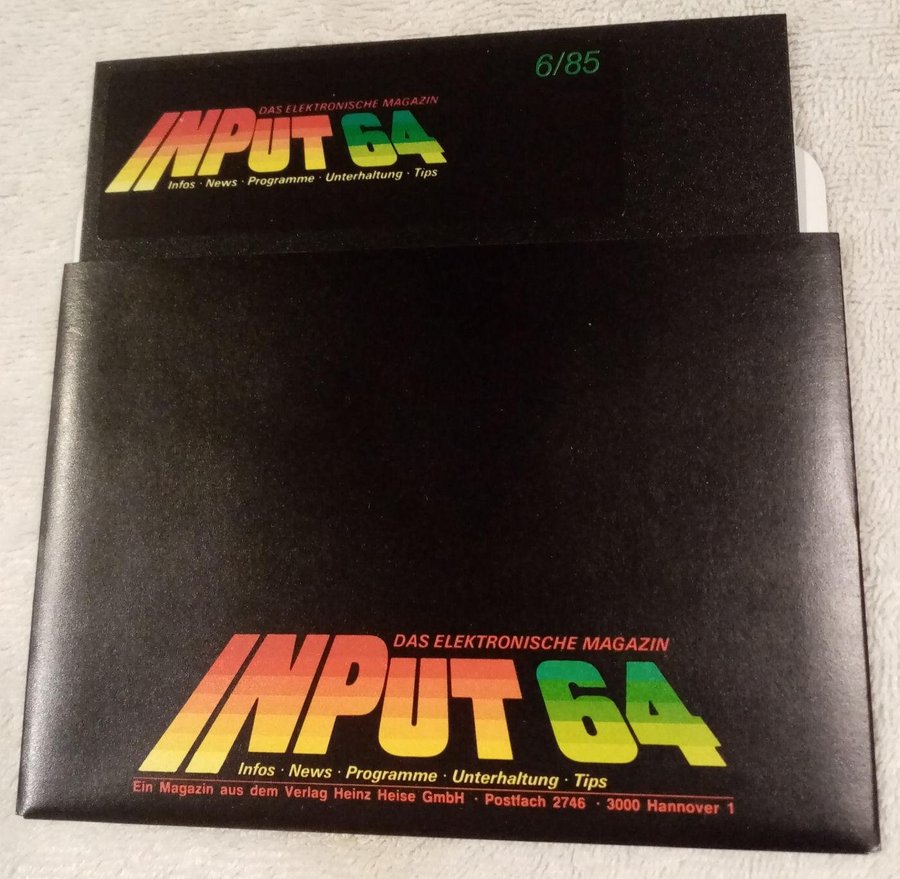 6/85
DAS ELEKTRONISCHE MAGAZIN
INPUT 64
Infos · News · Programme · Unterhaltung · Tips
DAS ELEKTRONISCHE MAGAZIN
INPUT 64
Infos · News · Programme · Unterhaltung · Tips
Ein Magazin aus dem Verlag Heinz Heise GmbH · Postfach 2746 · 3000 Hannover 1